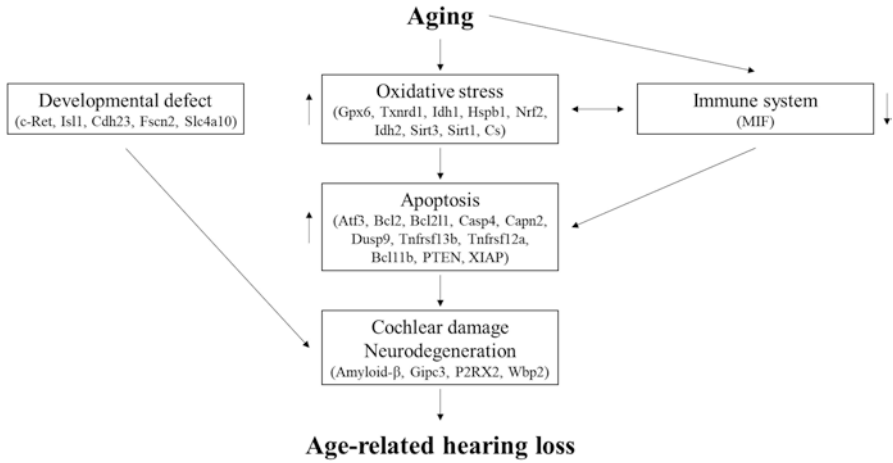 Aging
Developmental defect
(c-Ret, Isl1, Cdh23, Fscn2, Slc4a10)
Oxidative stress
(Gpx6, Txnrd1, Idh1, Hspb1, Nrf2,
Idh2, Sirt3, Sirt1, Cs)
Immune system
(MIF)
Apoptosis
(Atf3, Bcl2, Bcl2l1, Casp4, Capn2,
Dusp9, Tnfrsf13b, Tnfrsf12a,
Bcl11b, PTEN, XIAP)
Cochlear damage
Neurodegeneration
(Amyloid-β, Gipc3, P2RX2, Wbp2)
Age-related hearing loss